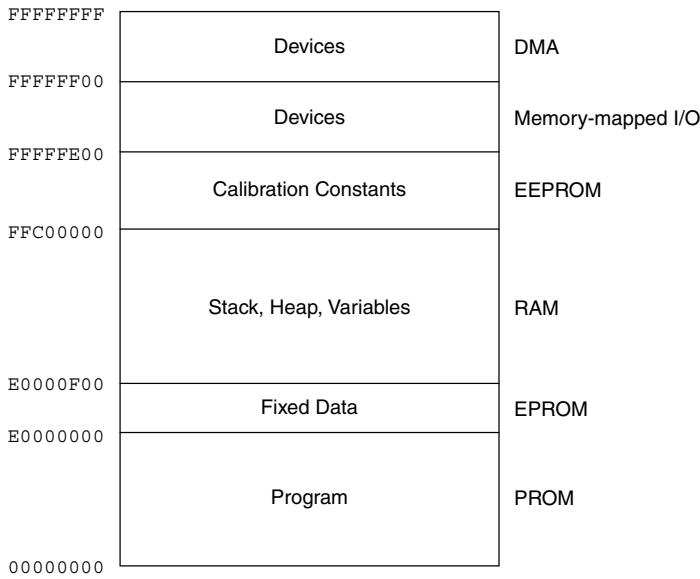 FFFFFFFF
Devices DMA
FFFFFF00
Devices Memory-mapped I/O
FFFFFE00
Calibration Constants EEPROM
FFC00000
Stack, Heap, Variables RAM
E0000F00
Fixed Data EPROM
E0000000
Program PROM
00000000